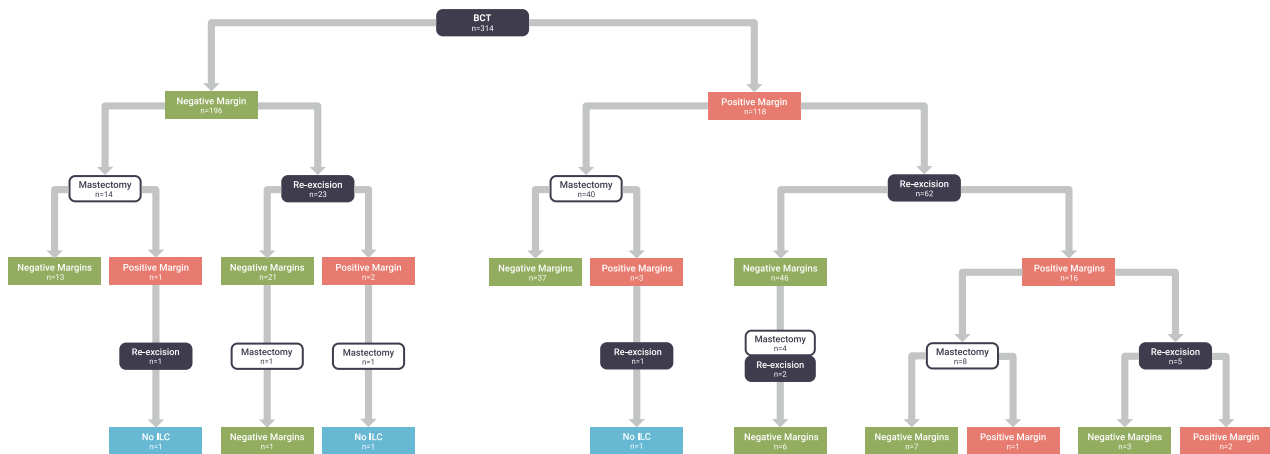 BCT
n=314
Negative Margin
n=196
Positive Margin
n=118
Mastectomy
n=14
Re-excision
n=23
Mastectomy
n=40
Re-excision
n=62
Negative Margins
n=13
Positive Margin
n=1
Negative Margins
n=21
Positive Margin
n=2
Negative Margins
n=37
Positive Margins
n=3
Negative Margins
n=46
Positive Margins
n=16
Re-excision
n=1
Mastectomy
n=1
Mastectomy
n=1
Re-excision
n=1
Mastectomy
n=4
Re-excision
n=2
Mastectomy
n=8
Re-excision
n=5
No ILC
n=1
Negative Margins
n=1
No ILC
n=1
No ILC
n=1
Negative Margins
n=6
Negative Margins
n=7
Positive Margin
n=1
Negative Margins
n=3
Positive Margin
n=2